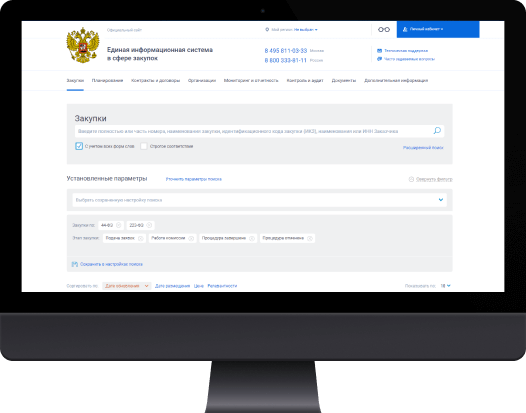 Официальный сайт
Мой регион: Не выбран
Личный кабинет
Единая информационная система
в сфере закупок
8 495 811-03-33 Москва
8 800 333-81-11 Россия
Техническая поддержка
Часто задаваемые вопросы
Закупки Планирование Контракты и договоры Организации Мониторинг и отчетность Контроль и аудит Документы Дополнительная информация
Закупки
Введите полностью или часть номера, наименования закупки, идентификационного кода закупки (ИКЗ), наименования или ИНН Заказчика
С учетом всех форм слов Строгое соответствие
Расширенный поиск
Установленные параметры Уточнить параметры поиска Свернуть фильтр
Выбрать сохраненную настройку поиска
Закупки по: 44-ФЗ 223-ФЗ
Этап закупки: Подача заявок Работа комиссии Процедура завершена Процедура отменена
Сохранить в настройках поиска
Сортировать по: Дате обновления Дате размещения Цене Релевантности Показывать по: 10